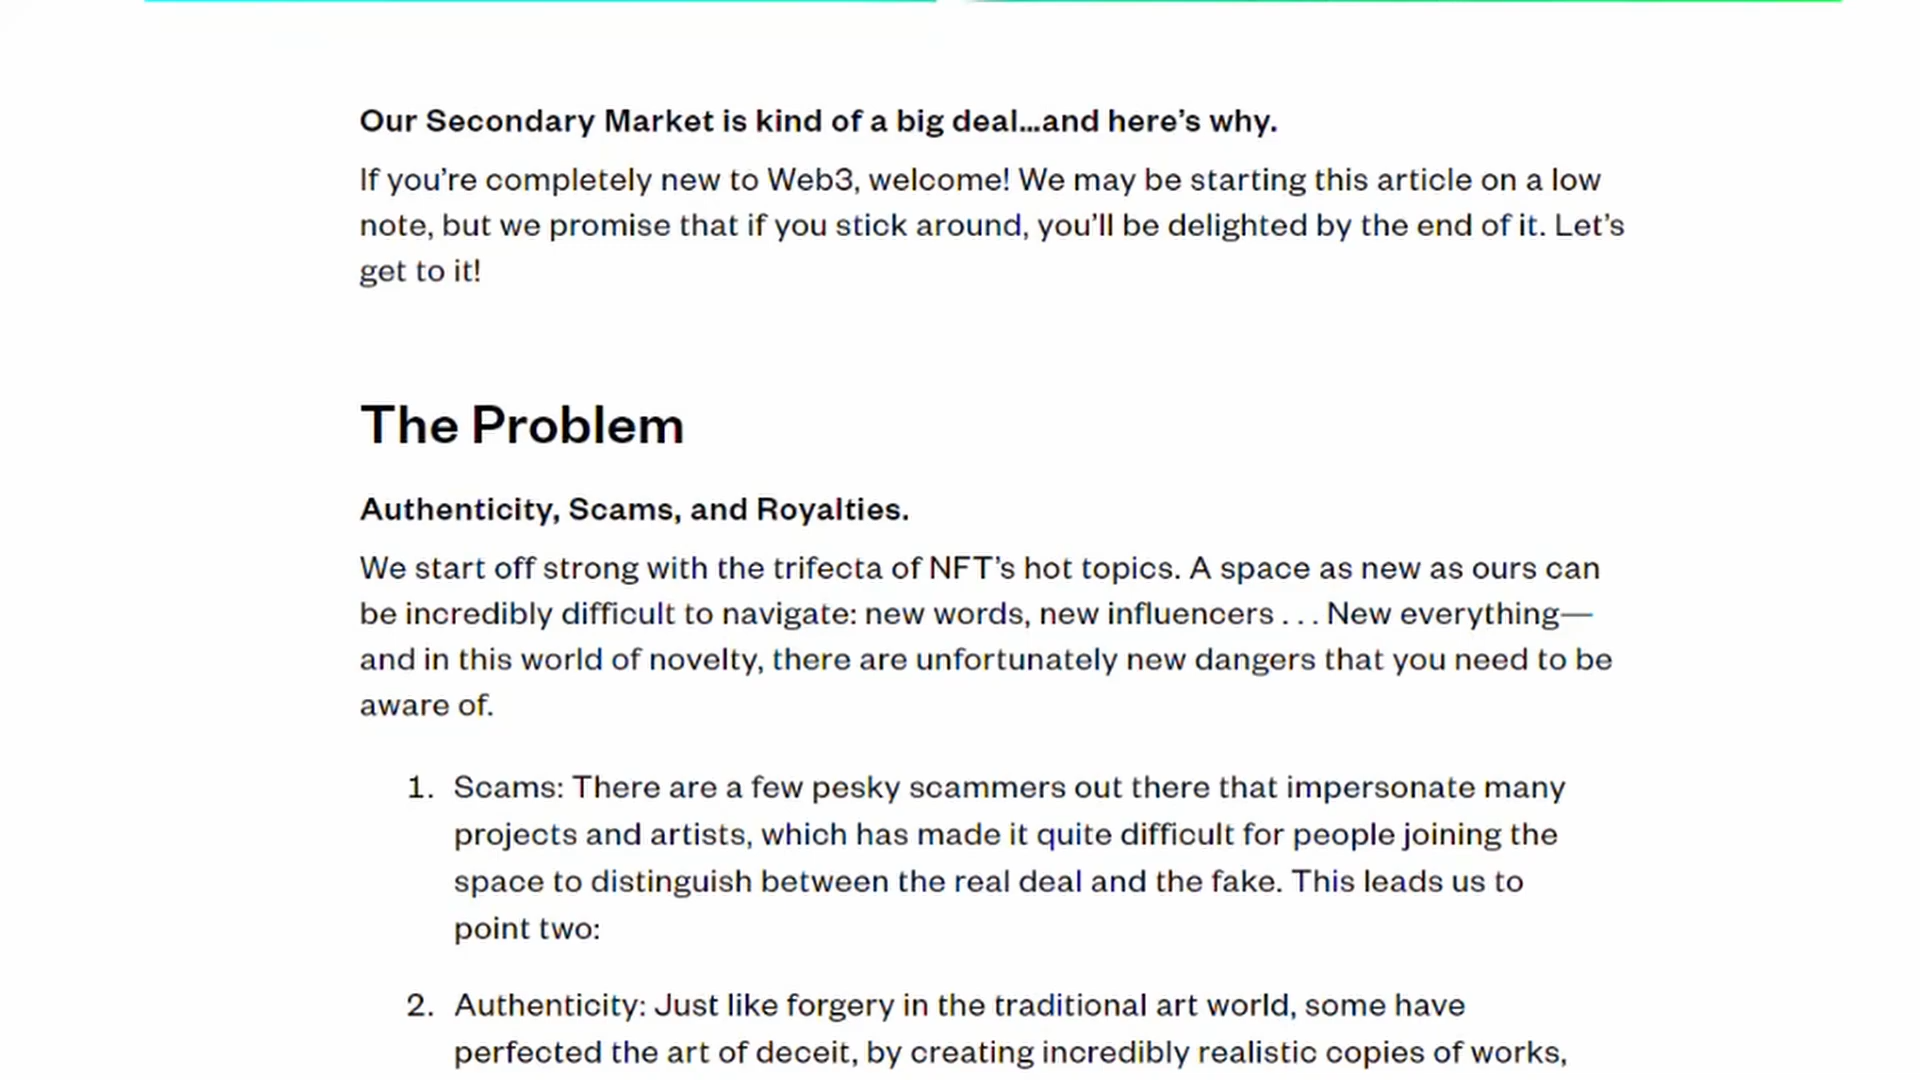 Our Secondary Market is kind of a big deal...and here’s why.
If you’re completely new to Web3, welcome! We may be starting this article on a low
note, but we promise that if you stick around, you’ll be delighted by the end of it. Let’s
get to it!
The Problem
Authenticity, Scams, and Royalties.
We start off strong with the trifecta of NFT’s hot topics. A space as new as ours can
be incredibly difficult to navigate: new words, new influencers . . . New everything—
and in this world of novelty, there are unfortunately new dangers that you need to be
aware of.
1. Scams: There are a few pesky scammers out there that impersonate many
projects and artists, which has made it quite difficult for people joining the
space to distinguish between the real deal and the fake. This leads us to
point two:
2. Authenticity: Just like forgery in the traditional art world, some have
perfected the art of deceit, by creating incredibly realistic copies of works,